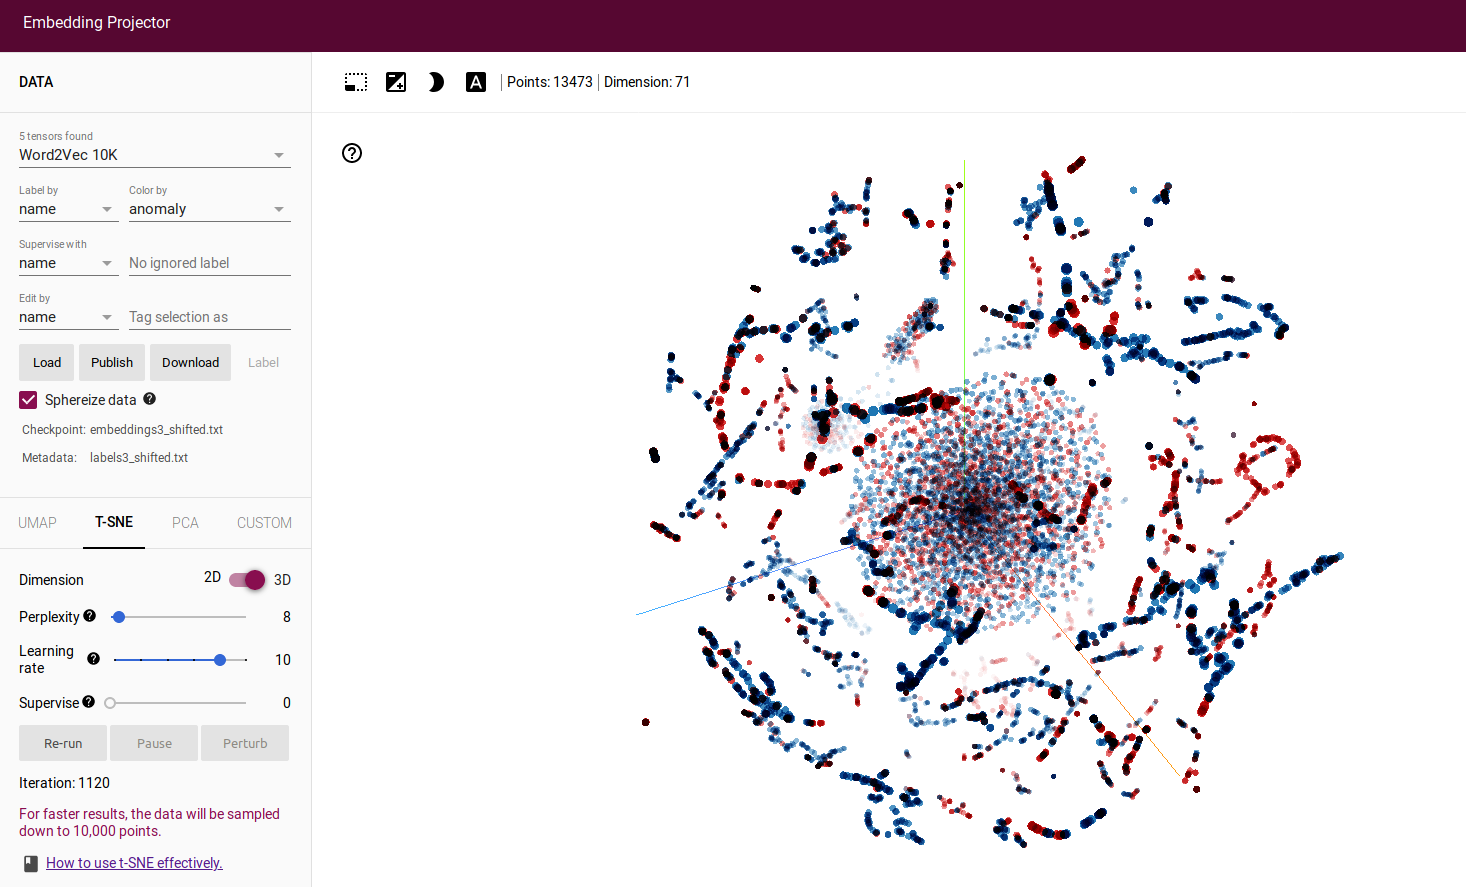 Embedding Projector
DATA
Points: 13473 | Dimension: 71
5 tensors found
Word2Vec 10K
Label by
Color by
name
anomaly
Supervise with
name
No ignored label
Edit by
name
Tag selection as
Load
Publish
Download
Label
Sphereize data
Checkpoint: embeddings3_shifted.txt
Metadata: labels3_shifted.txt
UMAP
T-SNE
PCA
CUSTOM
Dimension
2D
3D
Perplexity
8
Learning
rate
10
Supervise
0
Re-run
Pause
Perturb
Iteration: 1120
For faster results, the data will be sampled
down to 10,000 points.
How to use t-SNE effectively.